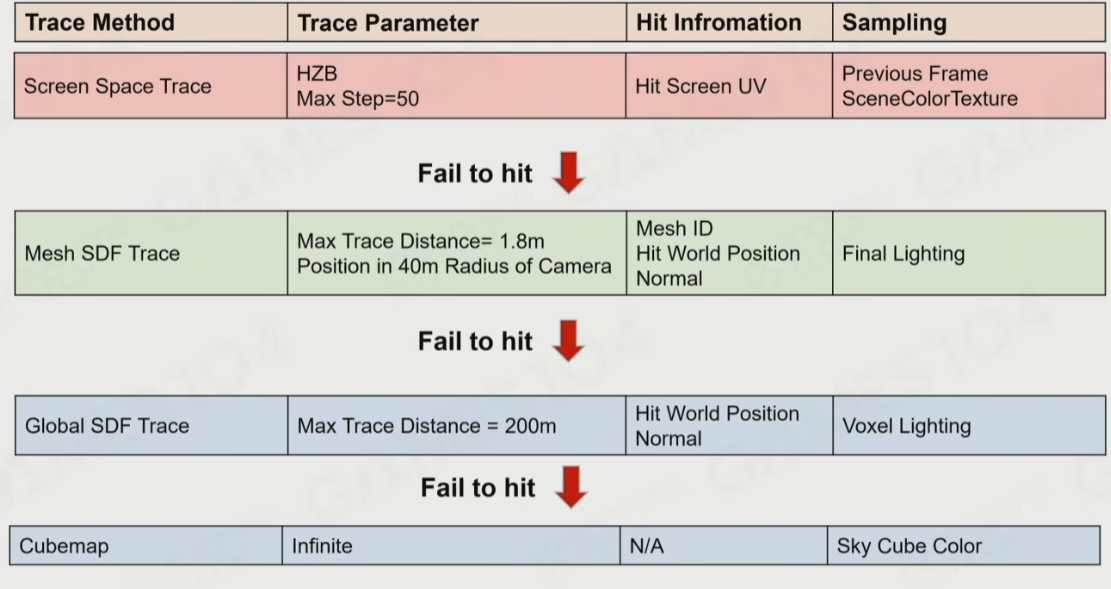 Trace Method Trace Parameter Hit Infromation Sampling
Screen Space Trace
HZB
Max Step=50
Hit Screen UV
Previous Frame
SceneColorTexture
Fail to hit
Mesh SDF Trace
Max Trace Distance= 1.8m
Position in 40m Radius of Camera
Mesh ID
Hit World Position
Normal
Final Lighting
Fail to hit
Global SDF Trace
Max Trace Distance = 200m
Hit World Position
Normal
Voxel Lighting
Fail to hit
Cubemap
Infinite
N/A
Sky Cube Color
GAMES104